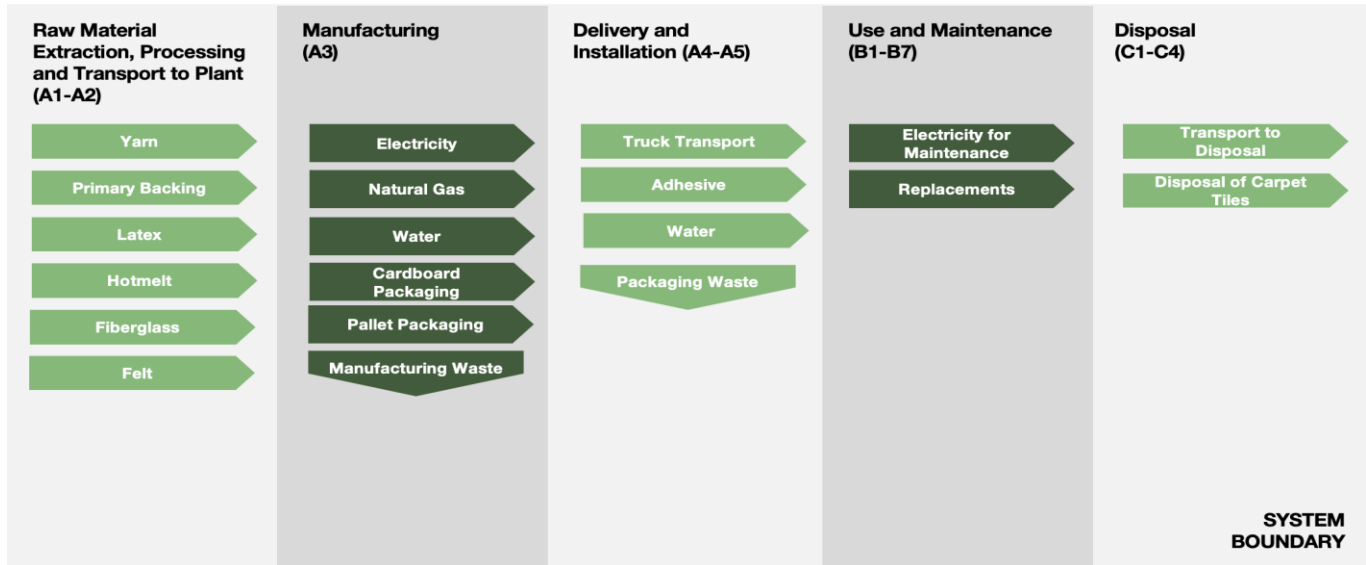 Raw Material
Extraction, Processing
and Transport to Plant
(A1-A2)
Yarn
Primary Backing
Latex
Hotmelt
Fiberglass
Felt
Manufacturing
(A3)
Electricity
Natural Gas
Water
Cardboard
Packaging
Pallet Packaging
Manufacturing Waste
Delivery and
Installation (A4-A5)
Truck Transport
Adhesive
Water
Packaging Waste
Use and Maintenance
(B1-B7)
Electricity for
Maintenance
Replacements
Disposal
(C1-C4)
Transport to
Disposal
Disposal of Carpet
Tiles
SYSTEM
BOUNDARY